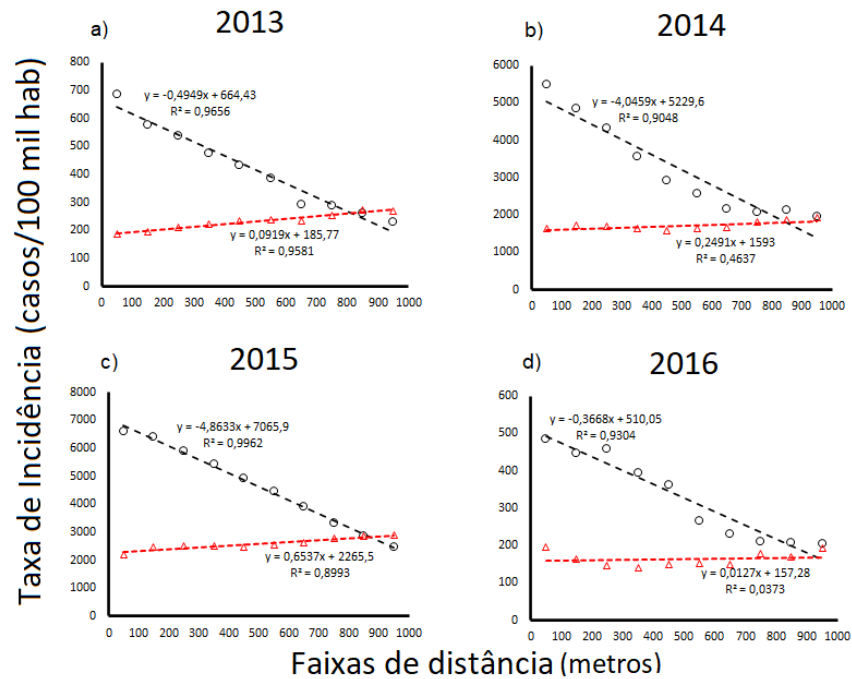 2013
a)
800
700
600
500
400
300
200
100
0
y = -0,4949x + 664,43
R² = 0,9656
y = 0,0919x + 185,77
R² = 0,9581
0 100 200 300 400 500 600 700 800 900 1000
2014
b)
6000
5000
4000
3000
2000
1000
0
y = -4,0459x + 5229,6
R² = 0,9048
y = 0,2491x + 1593
R² = 0,4637
0 100 200 300 400 500 600 700 800 900 1000
2015
c)
8000
7000
6000
5000
4000
3000
2000
1000
0
y = -4,8633x + 7065,9
R² = 0,9962
y = 0,6537x + 2265,5
R² = 0,8993
0 100 200 300 400 500 600 700 800 900 1000
2016
d)
600
500
400
300
200
100
0
y = -0,3668x + 510,05
R² = 0,9304
y = 0,0127x + 157,28
R² = 0,0373
0 100 200 300 400 500 600 700 800 900 1000
Taxa de Incidência (casos/100 mil hab)
Faixas de distância (metros)